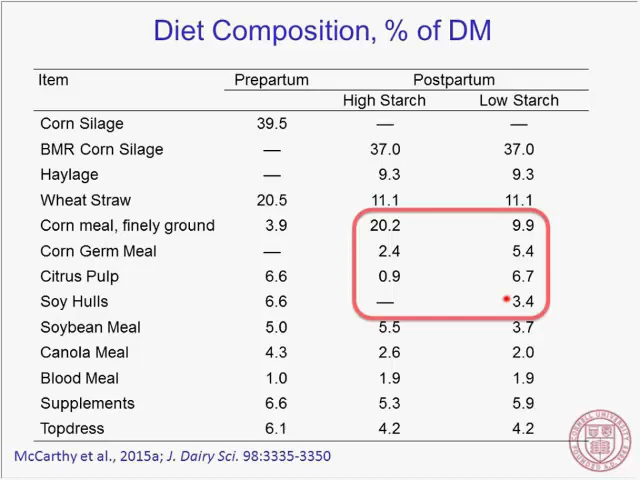 Diet Composition, % of DM
Item Prepartum Postpartum
High Starch Low Starch
Corn Silage 39.5 — —
BMR Corn Silage — 37.0 37.0
Haylage — 9.3 9.3
Wheat Straw 20.5 11.1 11.1
Corn meal, finely ground 3.9 20.2 9.9
Corn Germ Meal — 2.4 5.4
Citrus Pulp 6.6 0.9 6.7
Soy Hulls 6.6 — 3.4
Soybean Meal 5.0 5.5 3.7
Canola Meal 4.3 2.6 2.0
Blood Meal 1.0 1.9 1.9
Supplements 6.6 5.3 5.9
Topdress 6.1 4.2 4.2
McCarthy et al., 2015a; J. Dairy Sci. 98:3335-3350
CORNELL UNIVERSITY